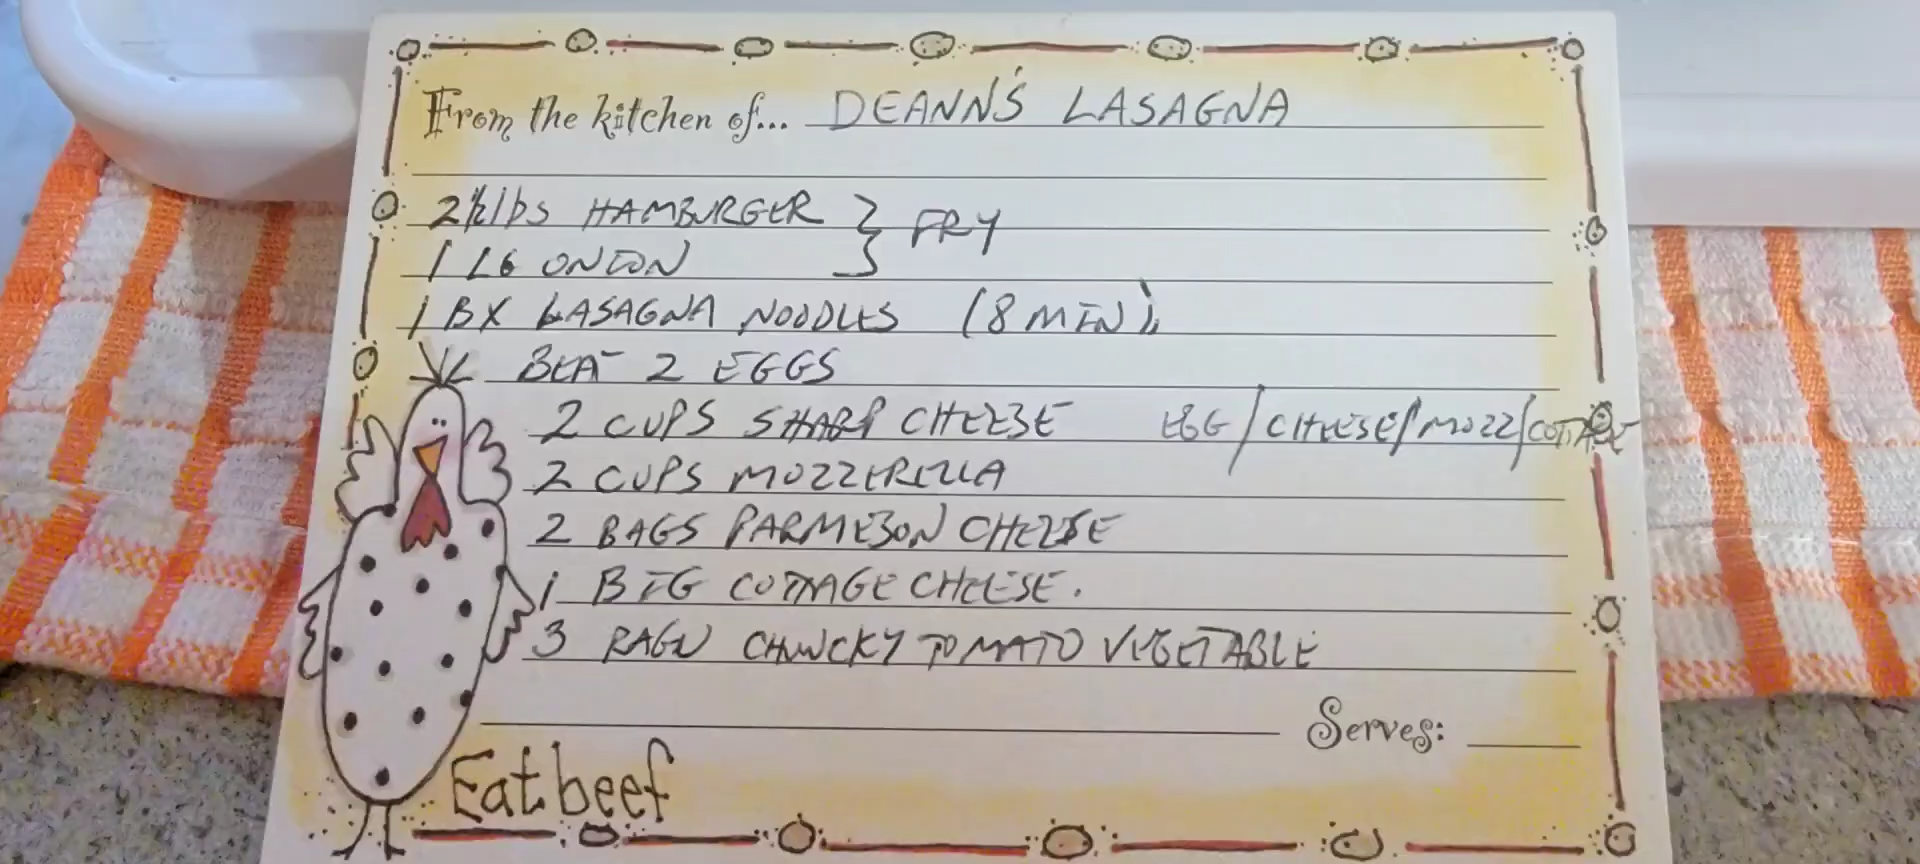 From the kitchen of... DEANN'S LASAGNA
2½ lbs HAMBURGER } FRY
1 LG ONION
1 BX LASAGNA NOODLES (8 MIN)
BEAT 2 EGGS
2 CUPS SHARP CHEESE EGG/CHEESE/MOZZ/COTTAGE
2 CUPS MOZZERELLA
2 BAGS PARMESON CHEESE
1 BIG COTTAGE CHEESE.
3 RAGU CHUNCKY TOMATO VEGETABLE
Serves:
Eat beef